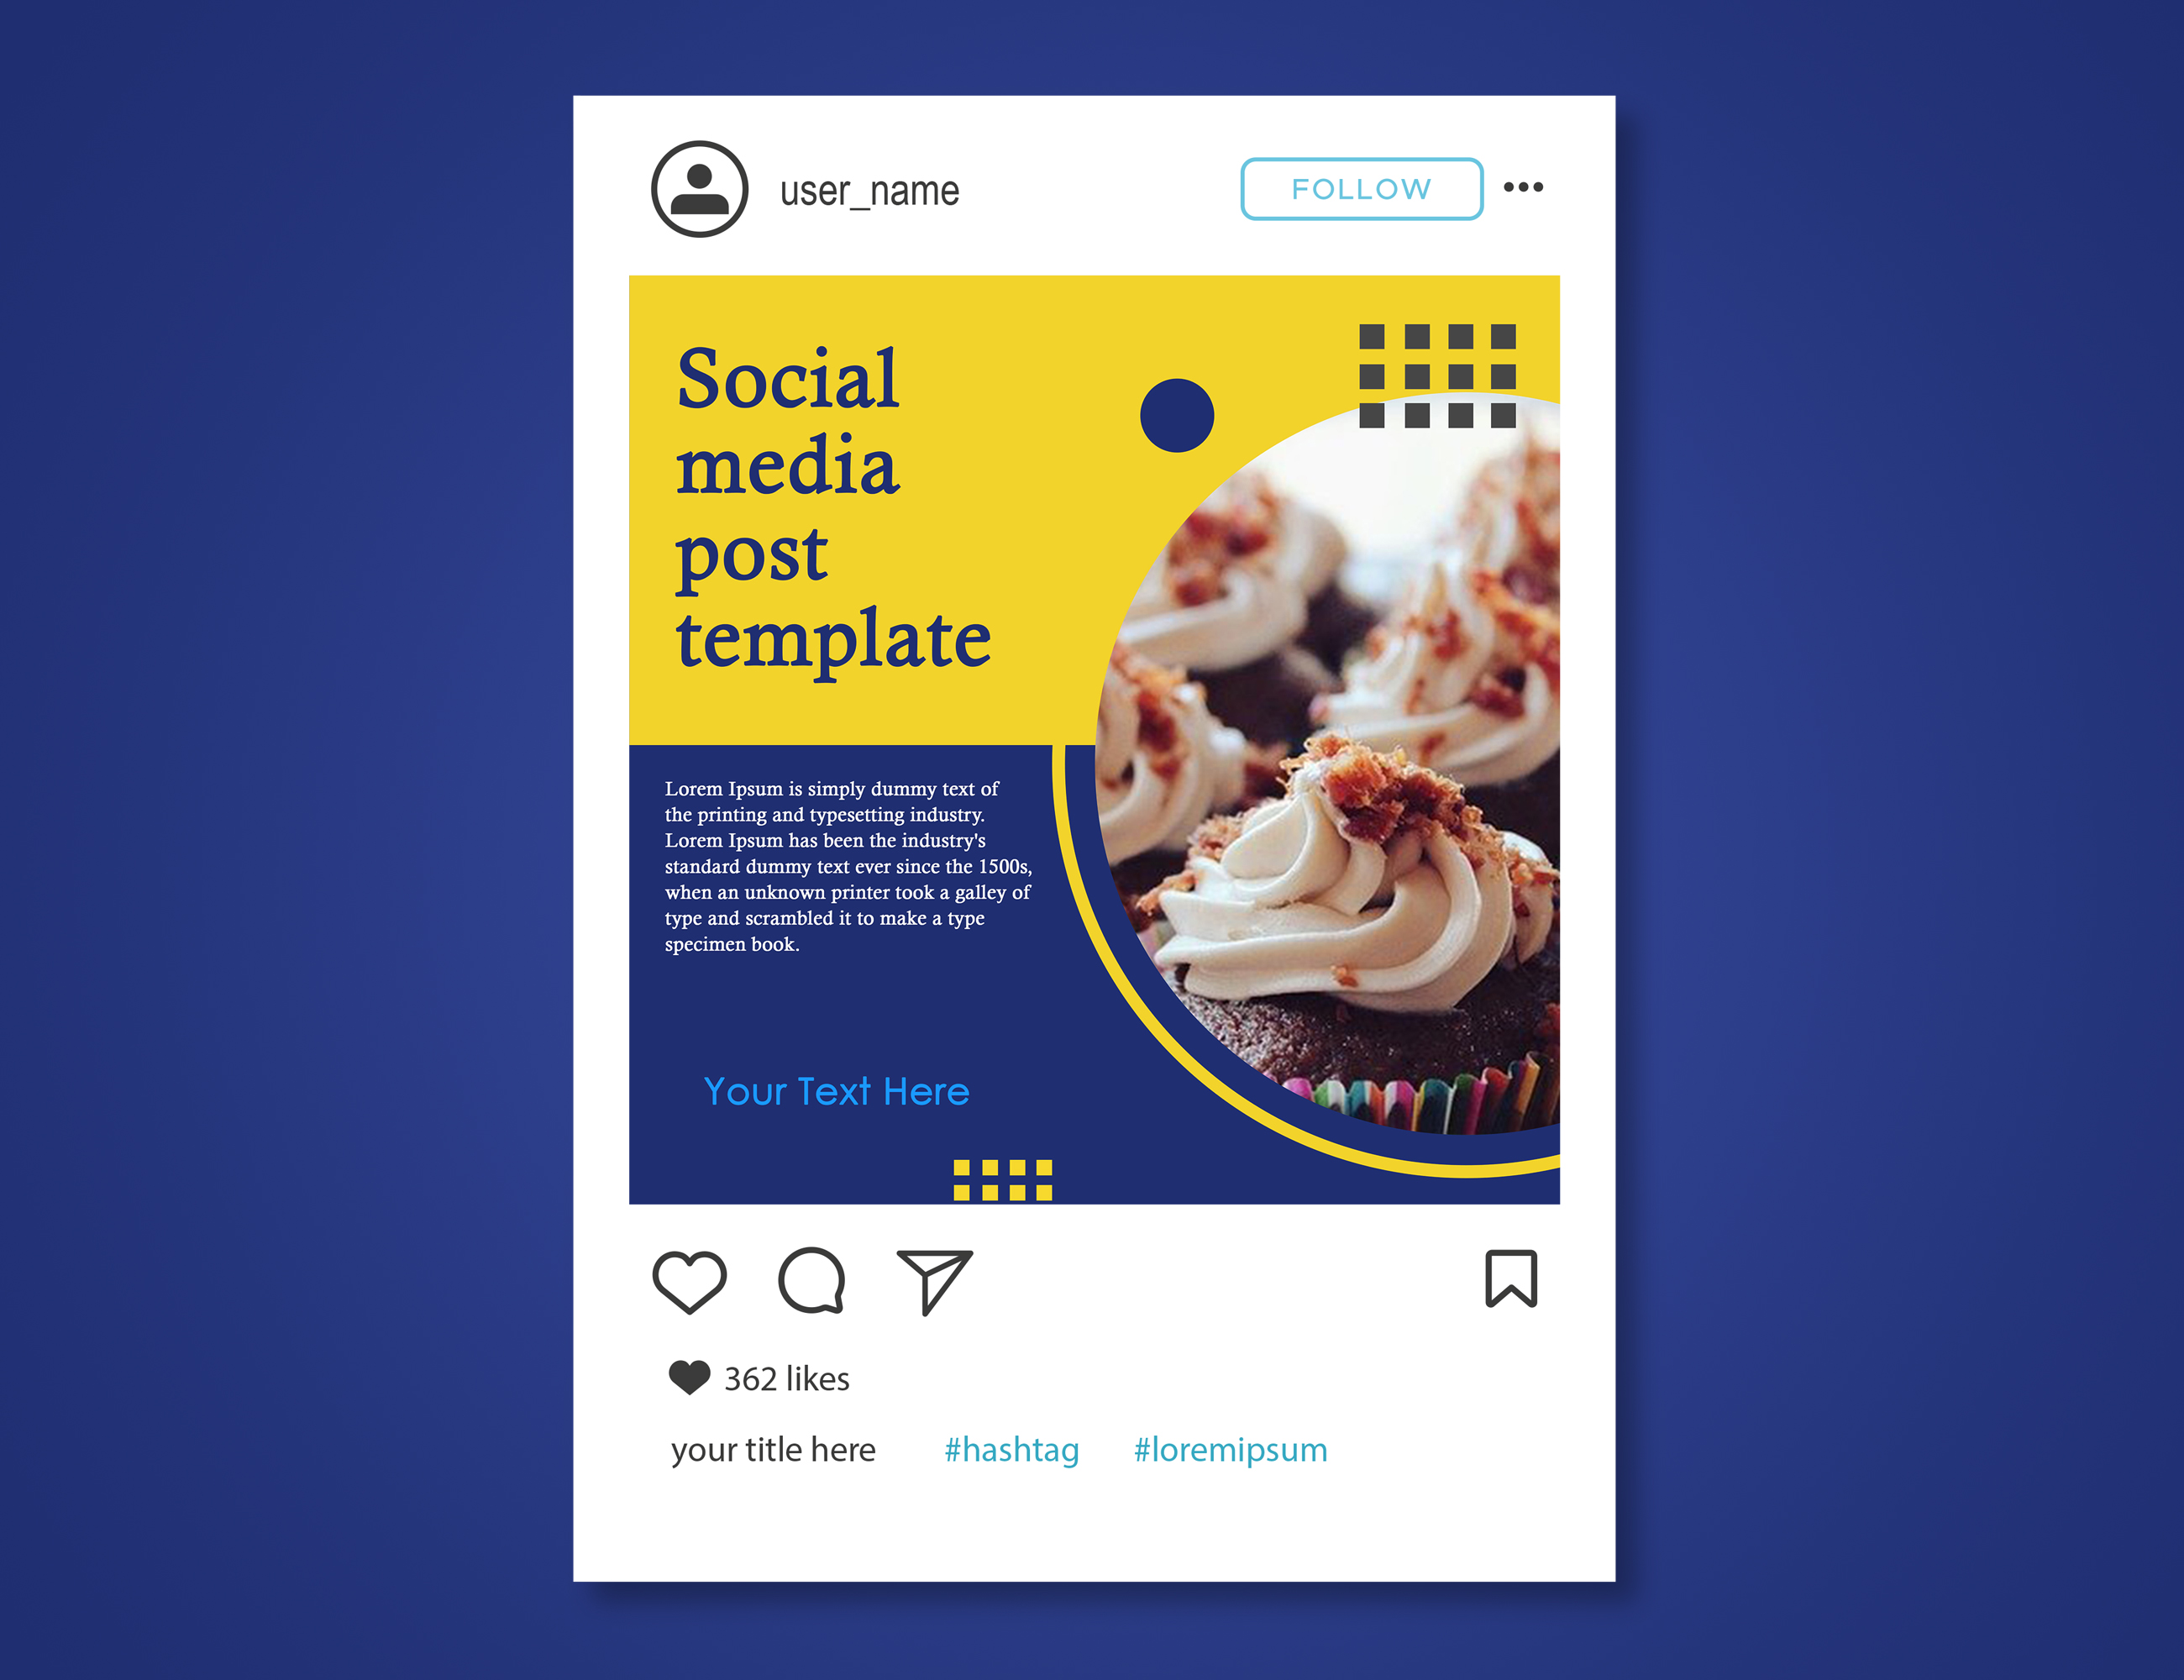 user_name
FOLLOW
Social
media
post
template
Lorem Ipsum is simply dummy text of
the printing and typesetting industry.
Lorem Ipsum has been the industry's
standard dummy text ever since the 1500s,
when an unknown printer took a galley of
type and scrambled it to make a type
specimen book.
Your Text Here
362 likes
your title here #hashtag #loremipsum